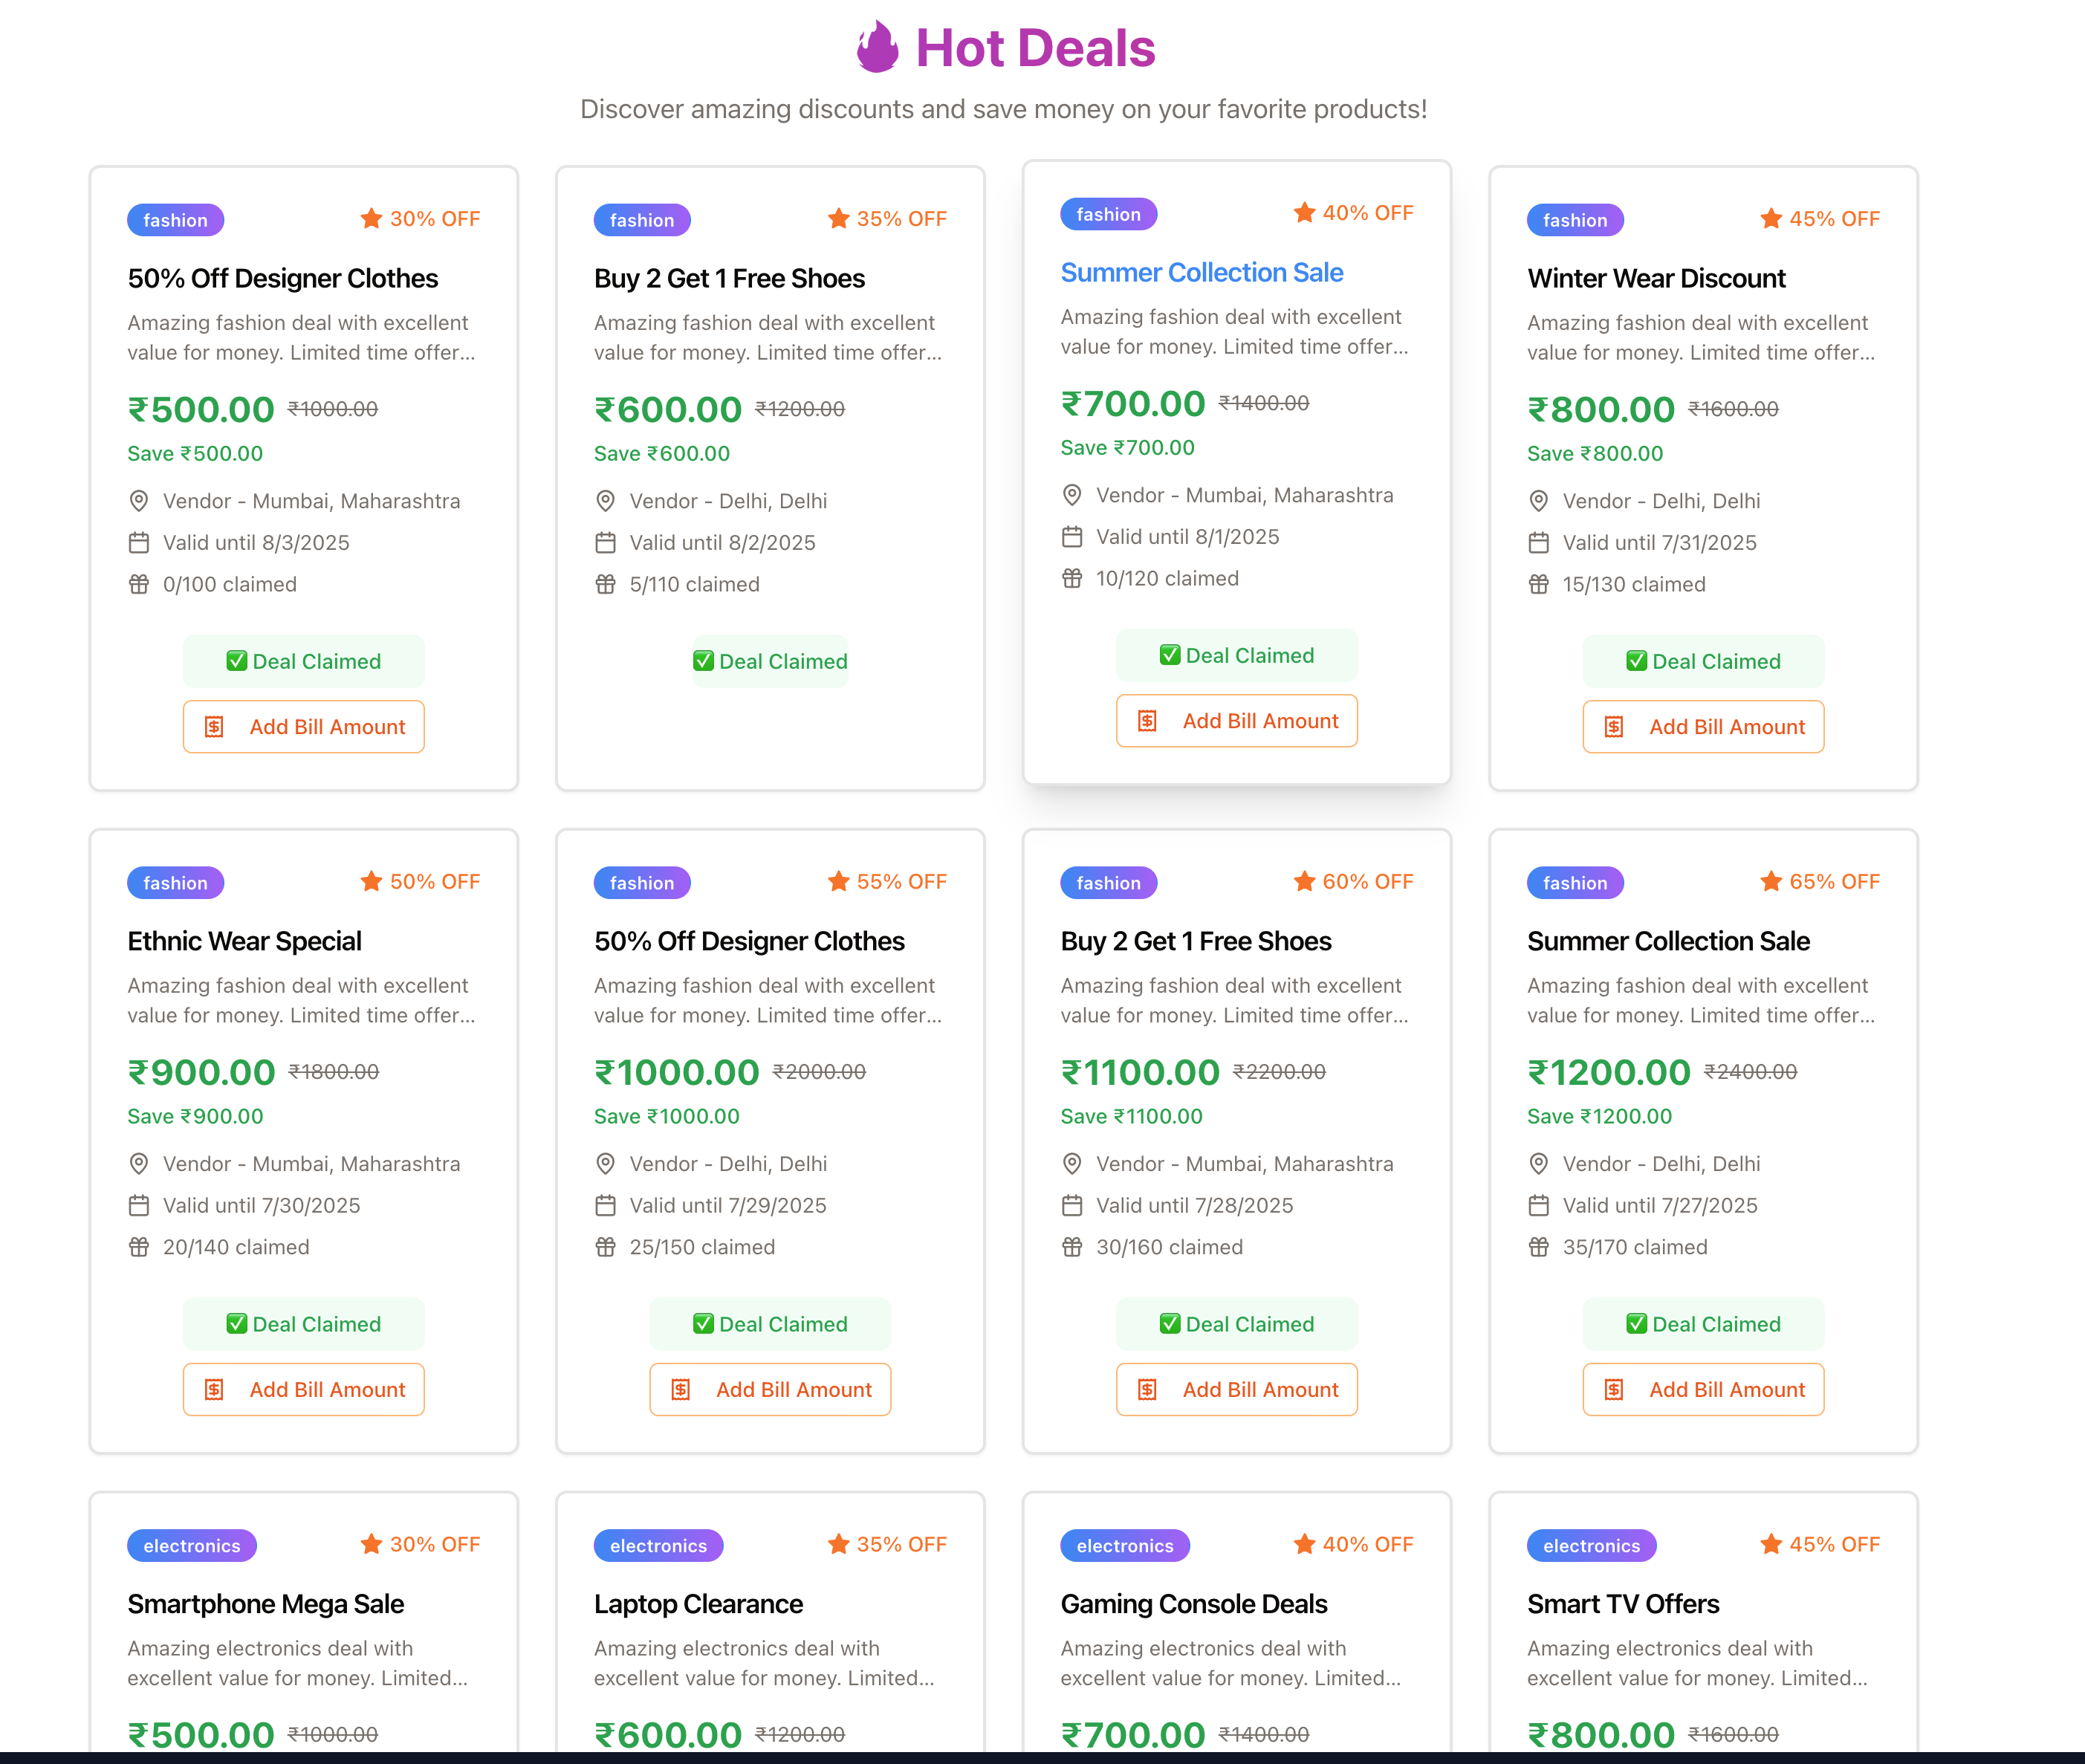 Hot Deals
Discover amazing discounts and save money on your favorite products!
fashion
30% OFF
50% Off Designer Clothes
Amazing fashion deal with excellent
value for money. Limited time offer...
₹500.00 ₹1000.00
Save ₹500.00
Vendor - Mumbai, Maharashtra
Valid until 8/3/2025
0/100 claimed
Deal Claimed
Add Bill Amount
fashion
35% OFF
Buy 2 Get 1 Free Shoes
Amazing fashion deal with excellent
value for money. Limited time offer...
₹600.00 ₹1200.00
Save ₹600.00
Vendor - Delhi, Delhi
Valid until 8/2/2025
5/110 claimed
Deal Claimed
fashion
40% OFF
Summer Collection Sale
Amazing fashion deal with excellent
value for money. Limited time offer...
₹700.00 ₹1400.00
Save ₹700.00
Vendor - Mumbai, Maharashtra
Valid until 8/1/2025
10/120 claimed
Deal Claimed
Add Bill Amount
fashion
45% OFF
Winter Wear Discount
Amazing fashion deal with excellent
value for money. Limited time offer...
₹800.00 ₹1600.00
Save ₹800.00
Vendor - Delhi, Delhi
Valid until 7/31/2025
15/130 claimed
Deal Claimed
Add Bill Amount
fashion
50% OFF
Ethnic Wear Special
Amazing fashion deal with excellent
value for money. Limited time offer...
₹900.00 ₹1800.00
Save ₹900.00
Vendor - Mumbai, Maharashtra
Valid until 7/30/2025
20/140 claimed
Deal Claimed
Add Bill Amount
fashion
55% OFF
50% Off Designer Clothes
Amazing fashion deal with excellent
value for money. Limited time offer...
₹1000.00 ₹2000.00
Save ₹1000.00
Vendor - Delhi, Delhi
Valid until 7/29/2025
25/150 claimed
Deal Claimed
Add Bill Amount
fashion
60% OFF
Buy 2 Get 1 Free Shoes
Amazing fashion deal with excellent
value for money. Limited time offer...
₹1100.00 ₹2200.00
Save ₹1100.00
Vendor - Mumbai, Maharashtra
Valid until 7/28/2025
30/160 claimed
Deal Claimed
Add Bill Amount
fashion
65% OFF
Summer Collection Sale
Amazing fashion deal with excellent
value for money. Limited time offer...
₹1200.00 ₹2400.00
Save ₹1200.00
Vendor - Delhi, Delhi
Valid until 7/27/2025
35/170 claimed
Deal Claimed
Add Bill Amount
electronics
30% OFF
Smartphone Mega Sale
Amazing electronics deal with
excellent value for money. Limited...
₹500.00 ₹1000.00
electronics
35% OFF
Laptop Clearance
Amazing electronics deal with
excellent value for money. Limited...
₹600.00 ₹1200.00
electronics
40% OFF
Gaming Console Deals
Amazing electronics deal with
excellent value for money. Limited...
₹700.00 ₹1400.00
electronics
45% OFF
Smart TV Offers
Amazing electronics deal with
excellent value for money. Limited...
₹800.00 ₹1600.00